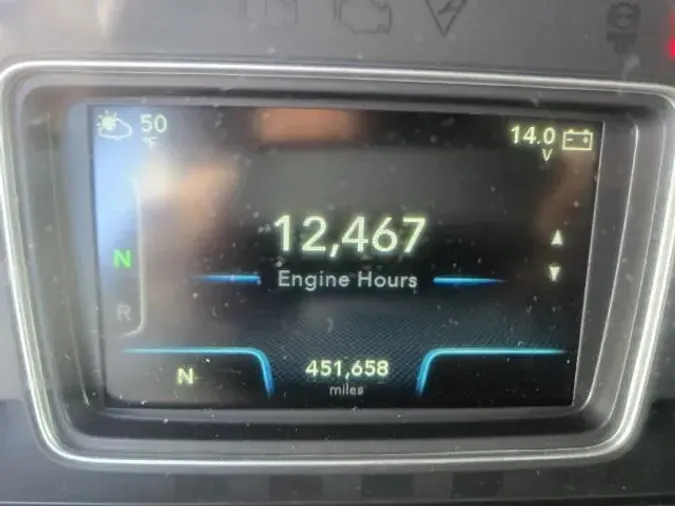 50
°F
14.0
V
12,467
Engine Hours
N
R
N
451,658
miles